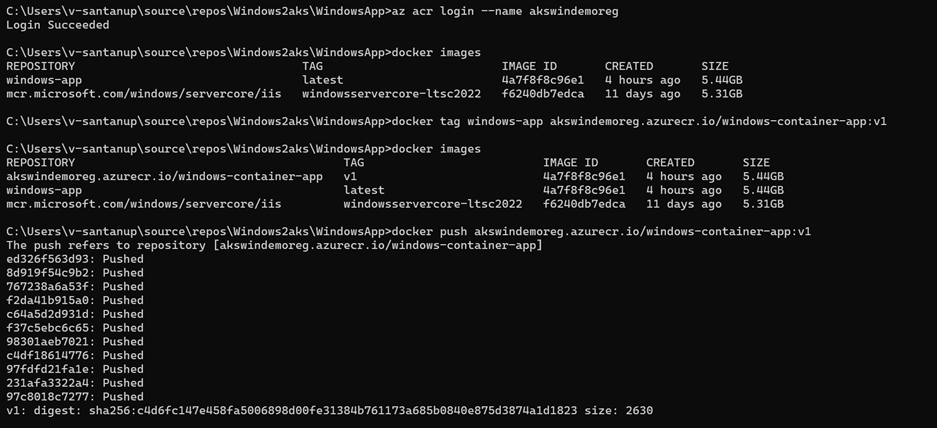 C:\Users\v-santanup\source\repos\Windows2aks\WindowsApp>az acr login --name akswindemoreg
Login Succeeded
C:\Users\v-santanup\source\repos\Windows2aks\WindowsApp>docker images
REPOSITORY TAG IMAGE ID CREATED SIZE
windows-app latest 4a7f8f8c96e1 4 hours ago 5.44GB
mcr.microsoft.com/windows/servercore/iis windowsservercore-ltsc2022 f6240db7edca 11 days ago 5.31GB
C:\Users\v-santanup\source\repos\Windows2aks\WindowsApp>docker tag windows-app akswindemoreg.azurecr.io/windows-container-app:v1
C:\Users\v-santanup\source\repos\Windows2aks\WindowsApp>docker images
REPOSITORY TAG IMAGE ID CREATED SIZE
akswindemoreg.azurecr.io/windows-container-app v1 4a7f8f8c96e1 4 hours ago 5.44GB
windows-app latest 4a7f8f8c96e1 4 hours ago 5.44GB
mcr.microsoft.com/windows/servercore/iis windowsservercore-ltsc2022 f6240db7edca 11 days ago 5.31GB
C:\Users\v-santanup\source\repos\Windows2aks\WindowsApp>docker push akswindemoreg.azurecr.io/windows-container-app:v1
The push refers to repository [akswindemoreg.azurecr.io/windows-container-app]
ed326f563d93: Pushed
8d919f54c9b2: Pushed
767238a6a53f: Pushed
f2da41b915a0: Pushed
c64a5d2d931d: Pushed
f37c5ebc6c65: Pushed
98301aeb7021: Pushed
c4df18614776: Pushed
97fdfd21fa1e: Pushed
231afa3322a4: Pushed
97c8018c7277: Pushed
v1: digest: sha256:c4d6fc147e458fa5006898d00fe31384b761173a685b0840e875d3874a1d1823 size: 2630